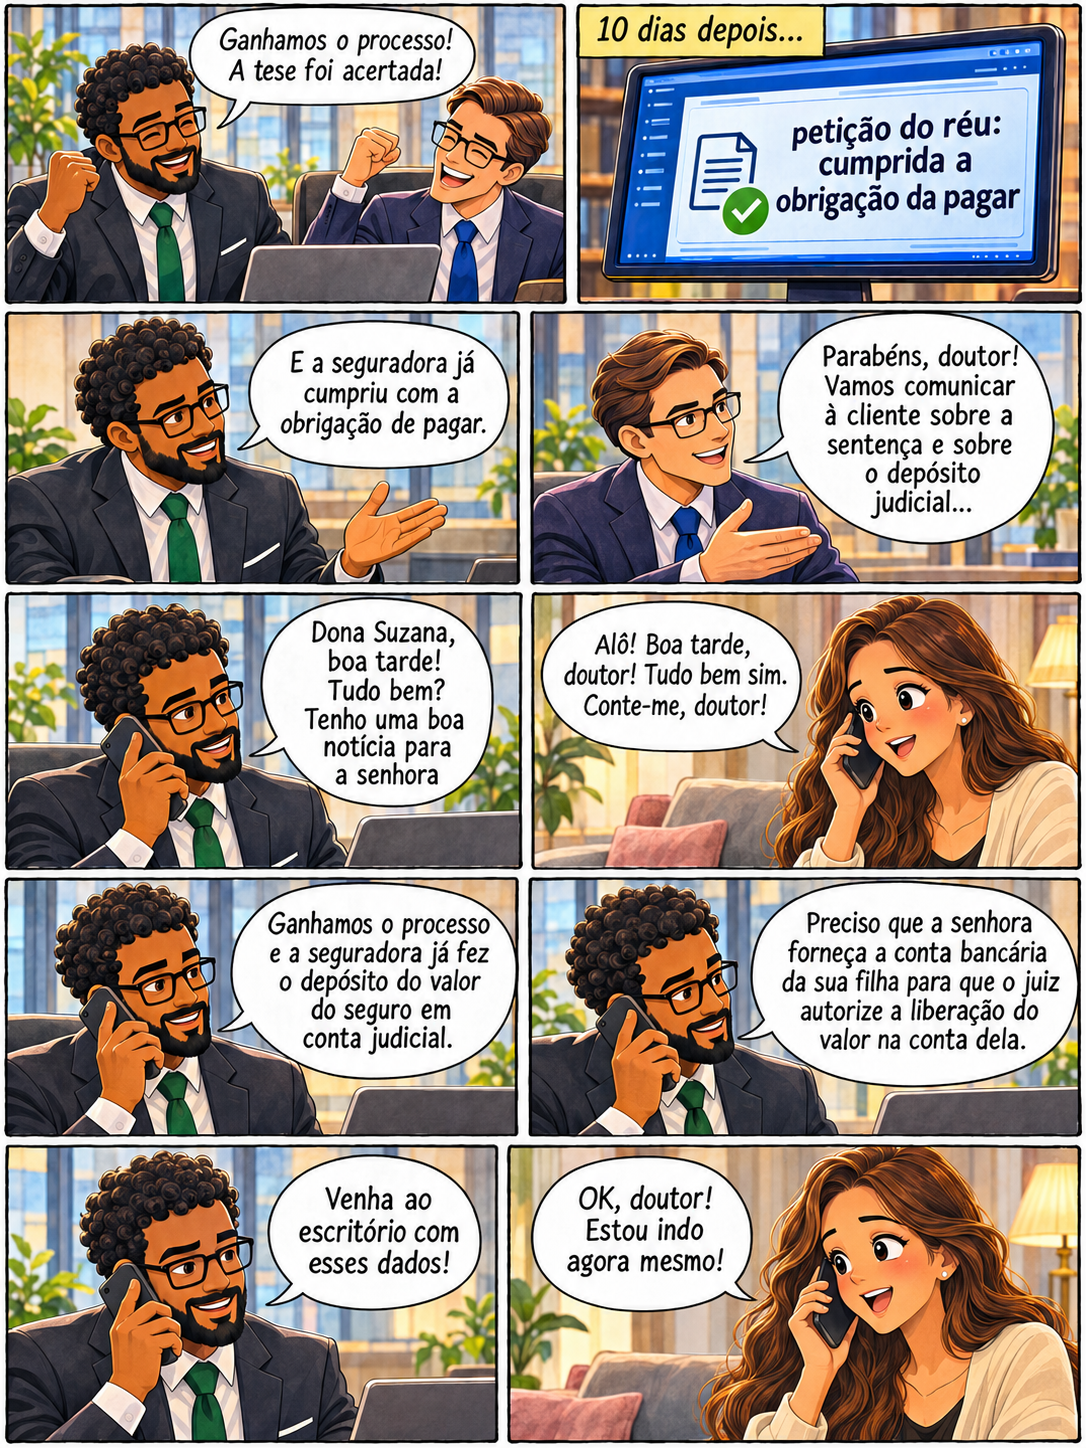 Ganhamos o processo!
A tese foi acertada!
10 dias depois...
petição do réu:
cumprida a
obrigação da pagar
E a seguradora já
cumpriu com a
obrigação de pagar.
Parabéns, doutor!
Vamos comunicar
à cliente sobre a
sentença e sobre
o depósito
judicial...
Dona Suzana,
boa tarde!
Tudo bem?
Tenho uma boa
notícia para
a senhora
Alô! Boa tarde,
doutor! Tudo bem sim.
Conte-me, doutor!
Ganhamos o processo
e a seguradora já fez
o depósito do valor
do seguro em
conta judicial.
Preciso que a senhora
forneça a conta bancária
da sua filha para que o juiz
autorize a liberação do
valor na conta dela.
Venha ao
escritório com
esses dados!
OK, doutor!
Estou indo
agora mesmo!